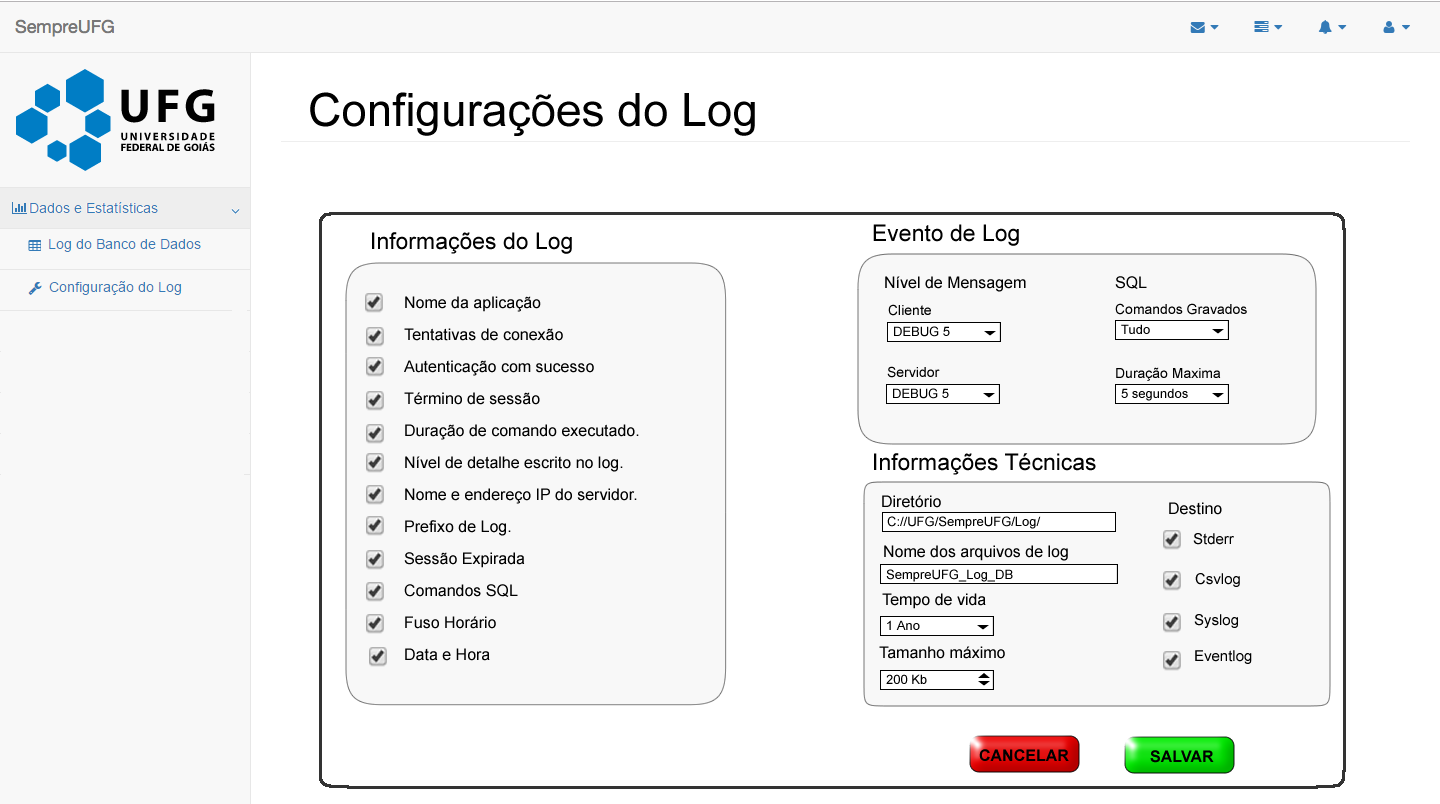 SempreUFG
UFG
UNIVERSIDADE
FEDERAL DE GOIÁS
Dados e Estatísticas
Log do Banco de Dados
Configuração do Log
Configurações do Log
Informações do Log
Nome da aplicação
Tentativas de conexão
Autenticação com sucesso
Término de sessão
Duração de comando executado.
Nível de detalhe escrito no log.
Nome e endereço IP do servidor.
Prefixo de Log.
Sessão Expirada
Comandos SQL
Fuso Horário
Data e Hora
Evento de Log
Nível de Mensagem
Cliente
DEBUG 5
Servidor
DEBUG 5
SQL
Comandos Gravados
Tudo
Duração Maxima
5 segundos
Informações Técnicas
Diretório
C://UFG/SempreUFG/Log/
Nome dos arquivos de log
SempreUFG_Log_DB
Tempo de vida
1 Ano
Tamanho máximo
200 Kb
Destino
Stderr
Csvlog
Syslog
Eventlog
CANCELAR
SALVAR